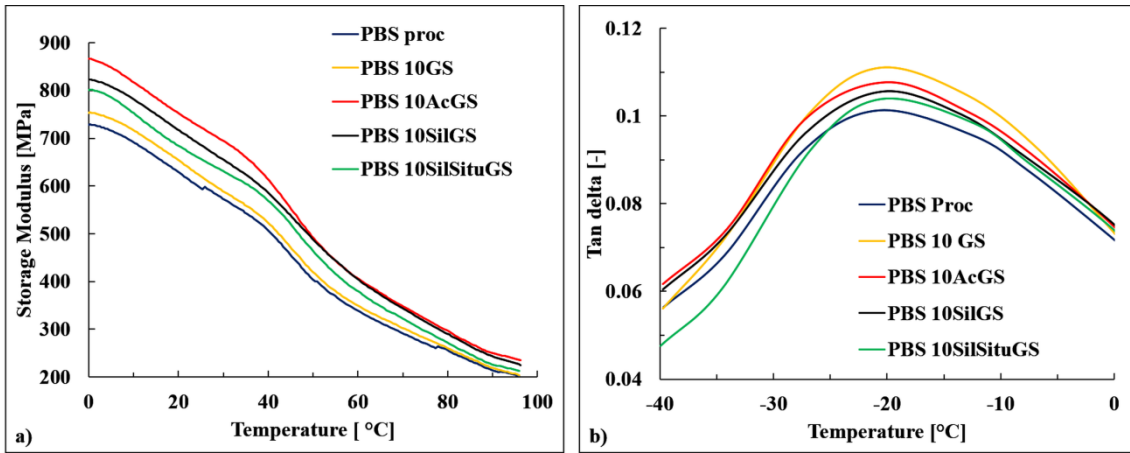 900
800
700
600
500
400
300
200
Storage Modulus [MPa]
PBS proc
PBS 10GS
PBS 10AcGS
PBS 10SilGS
PBS 10SilSituGS
0
20
40
60
80
100
Temperature [ °C]
a)
0.12
0.1
0.08
0.06
0.04
Tan delta [-]
PBS Proc
PBS 10 GS
PBS 10AcGS
PBS 10SilGS
PBS 10SilSituGS
-40
-30
-20
-10
0
Temperature [°C]
b)